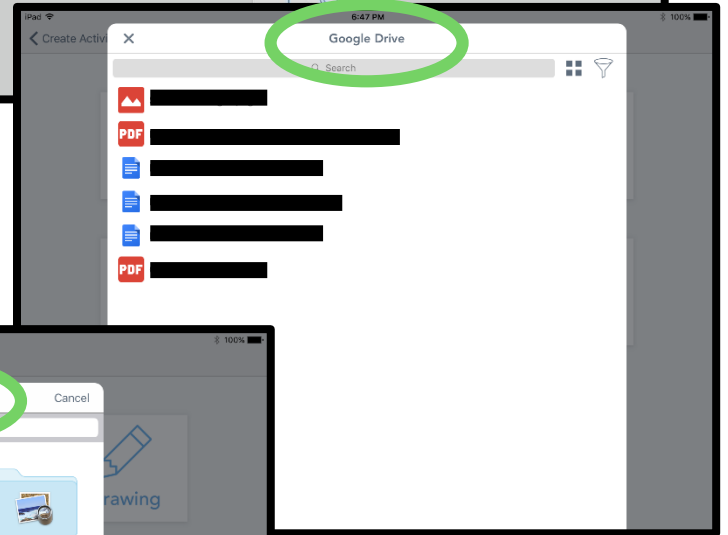 iPad 6:47 PM 100%
Create Activi
Google Drive
Search
PDF
PDF
100%
Cancel
rawing